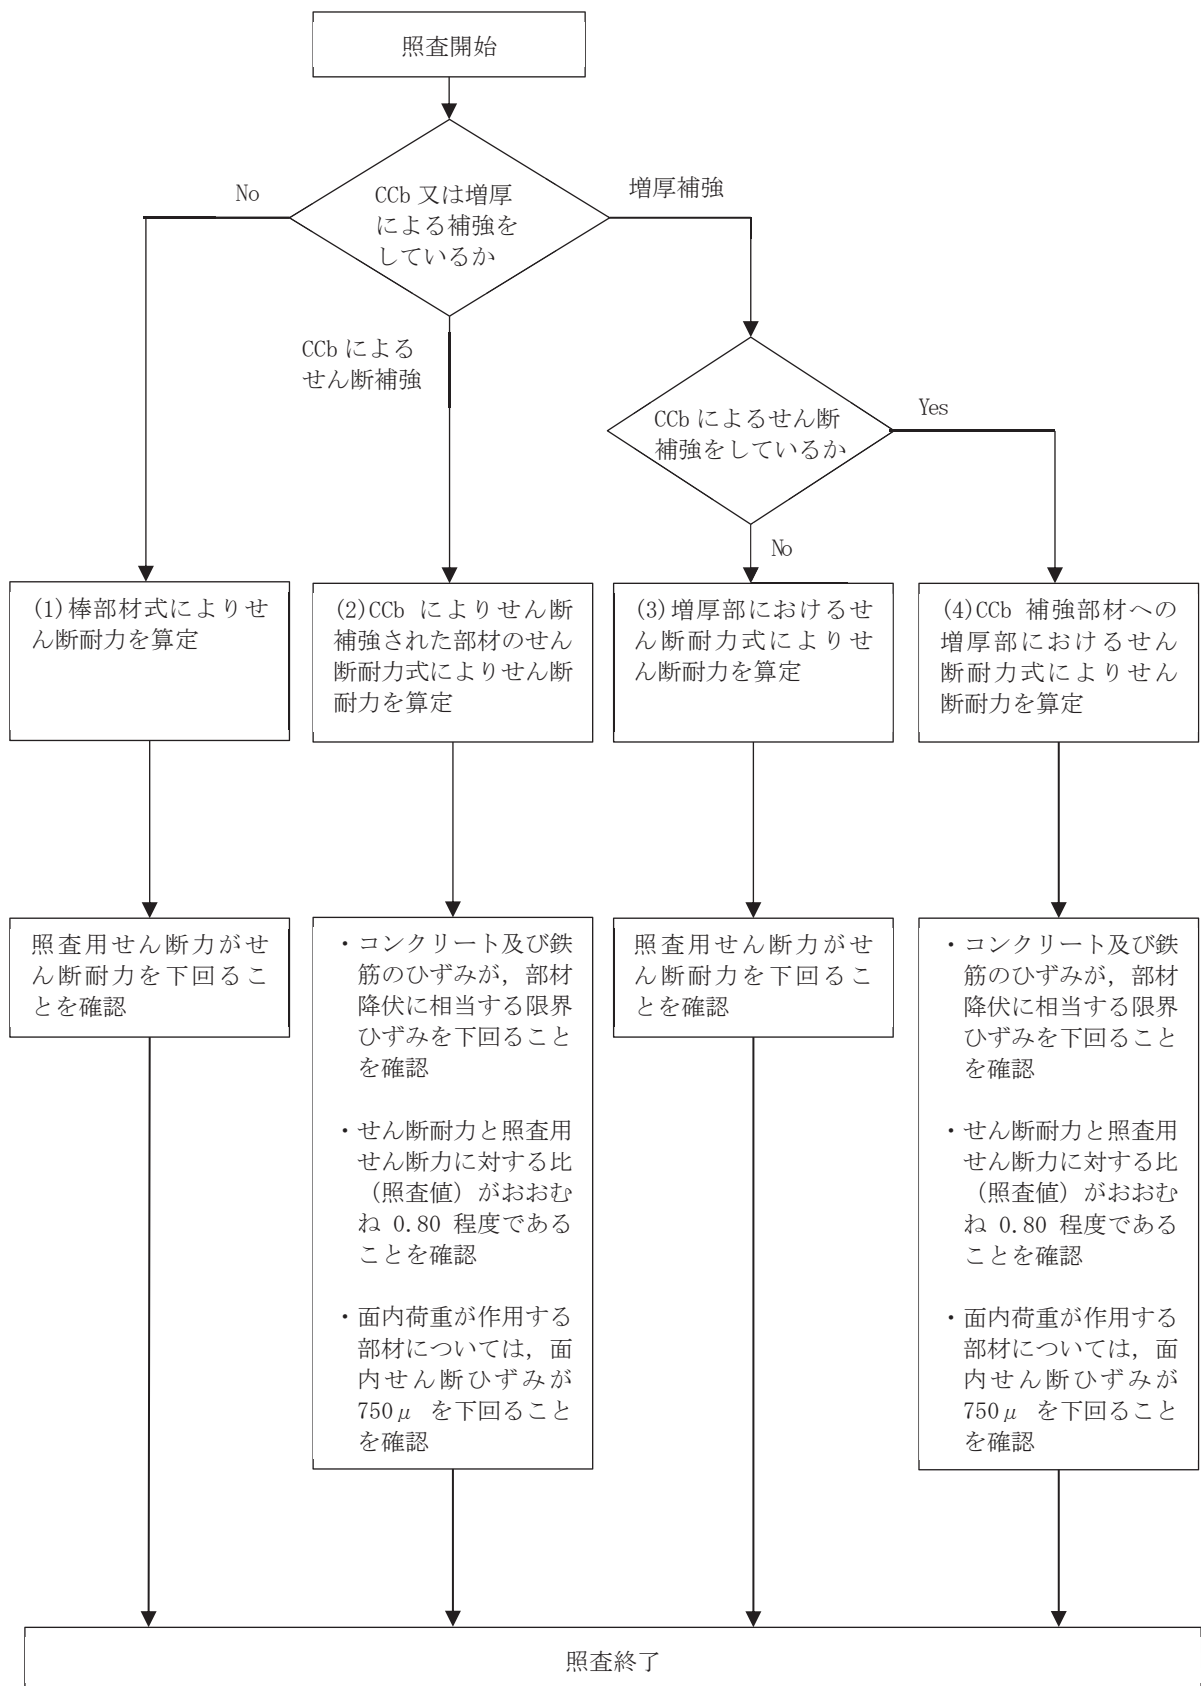 照査開始
No
CCb 又は増厚
による補強を
しているか
増厚補強
CCb による
せん断補強
CCb によるせん断
補強をしているか
Yes
No
(1)棒部材式によりせ
ん断耐力を算定
(2)CCb によりせん断
補強された部材のせん
断耐力式によりせん断
耐力を算定
(3)増厚部におけるせ
ん断耐力式によりせん
断耐力を算定
(4)CCb 補強部材への
増厚部におけるせん
断耐力式によりせん
断耐力を算定
照査用せん断力がせ
ん断耐力を下回るこ
とを確認
・コンクリート及び鉄
筋のひずみが，部材
降伏に相当する限界
ひずみを下回ること
を確認
・せん断耐力と照査用
せん断力に対する比
（照査値）がおおむ
ね 0.80 程度である
ことを確認
・面内荷重が作用する
部材については，面
内せん断ひずみが
750μ を下回ること
を確認
照査用せん断力がせ
ん断耐力を下回るこ
とを確認
・コンクリート及び鉄
筋のひずみが，部材
降伏に相当する限界
ひずみを下回ること
を確認
・せん断耐力と照査用
せん断力に対する比
（照査値）がおおむ
ね 0.80 程度である
ことを確認
・面内荷重が作用する
部材については，面
内せん断ひずみが
750μ を下回ること
を確認
照査終了